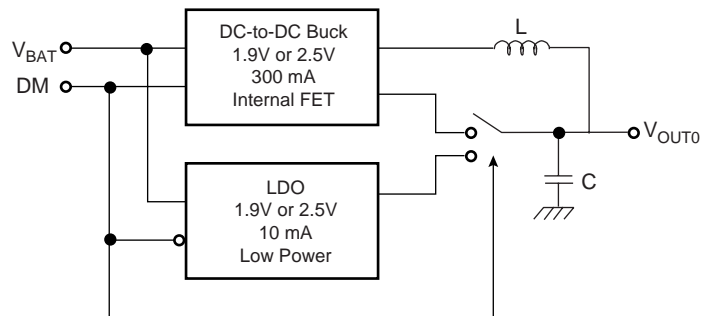 DC-to-DC Buck
1.9V or 2.5V
300 mA
Internal FET
V_BAT
DM
L
V_OUT0
C
LDO
1.9V or 2.5V
10 mA
Low Power